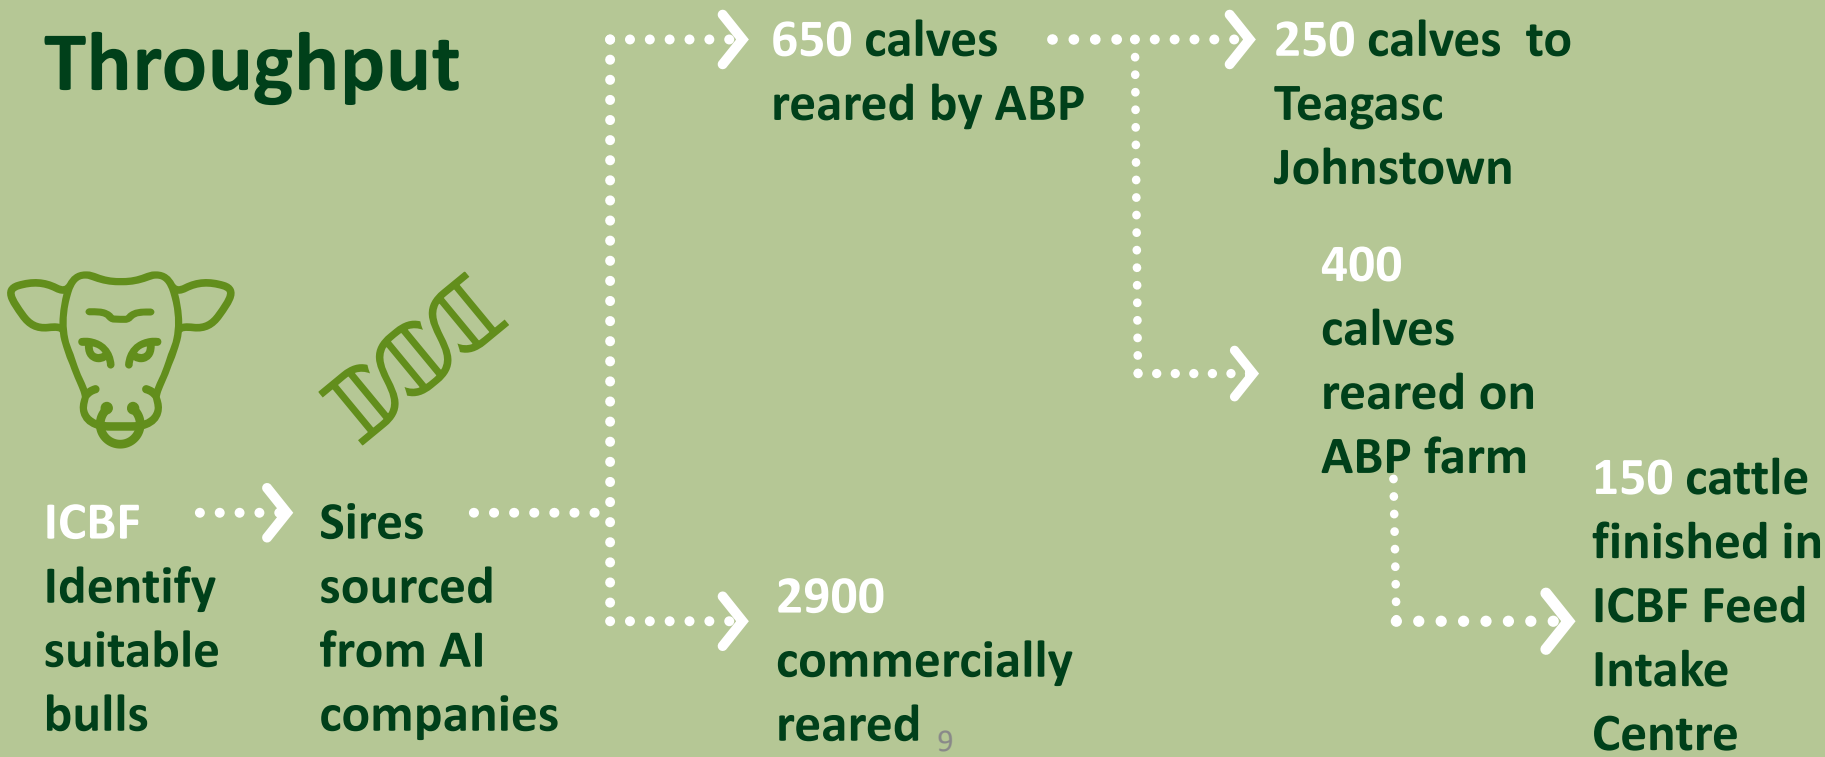 Throughput
ICBF
Identify
suitable
bulls
Sires
sourced
from AI
companies
650 calves
reared by ABP
2900
commercially
reared
250 calves to
Teagasc
Johnstown
400
calves
reared on
ABP farm
150 cattle
finished in
ICBF Feed
Intake
Centre
9